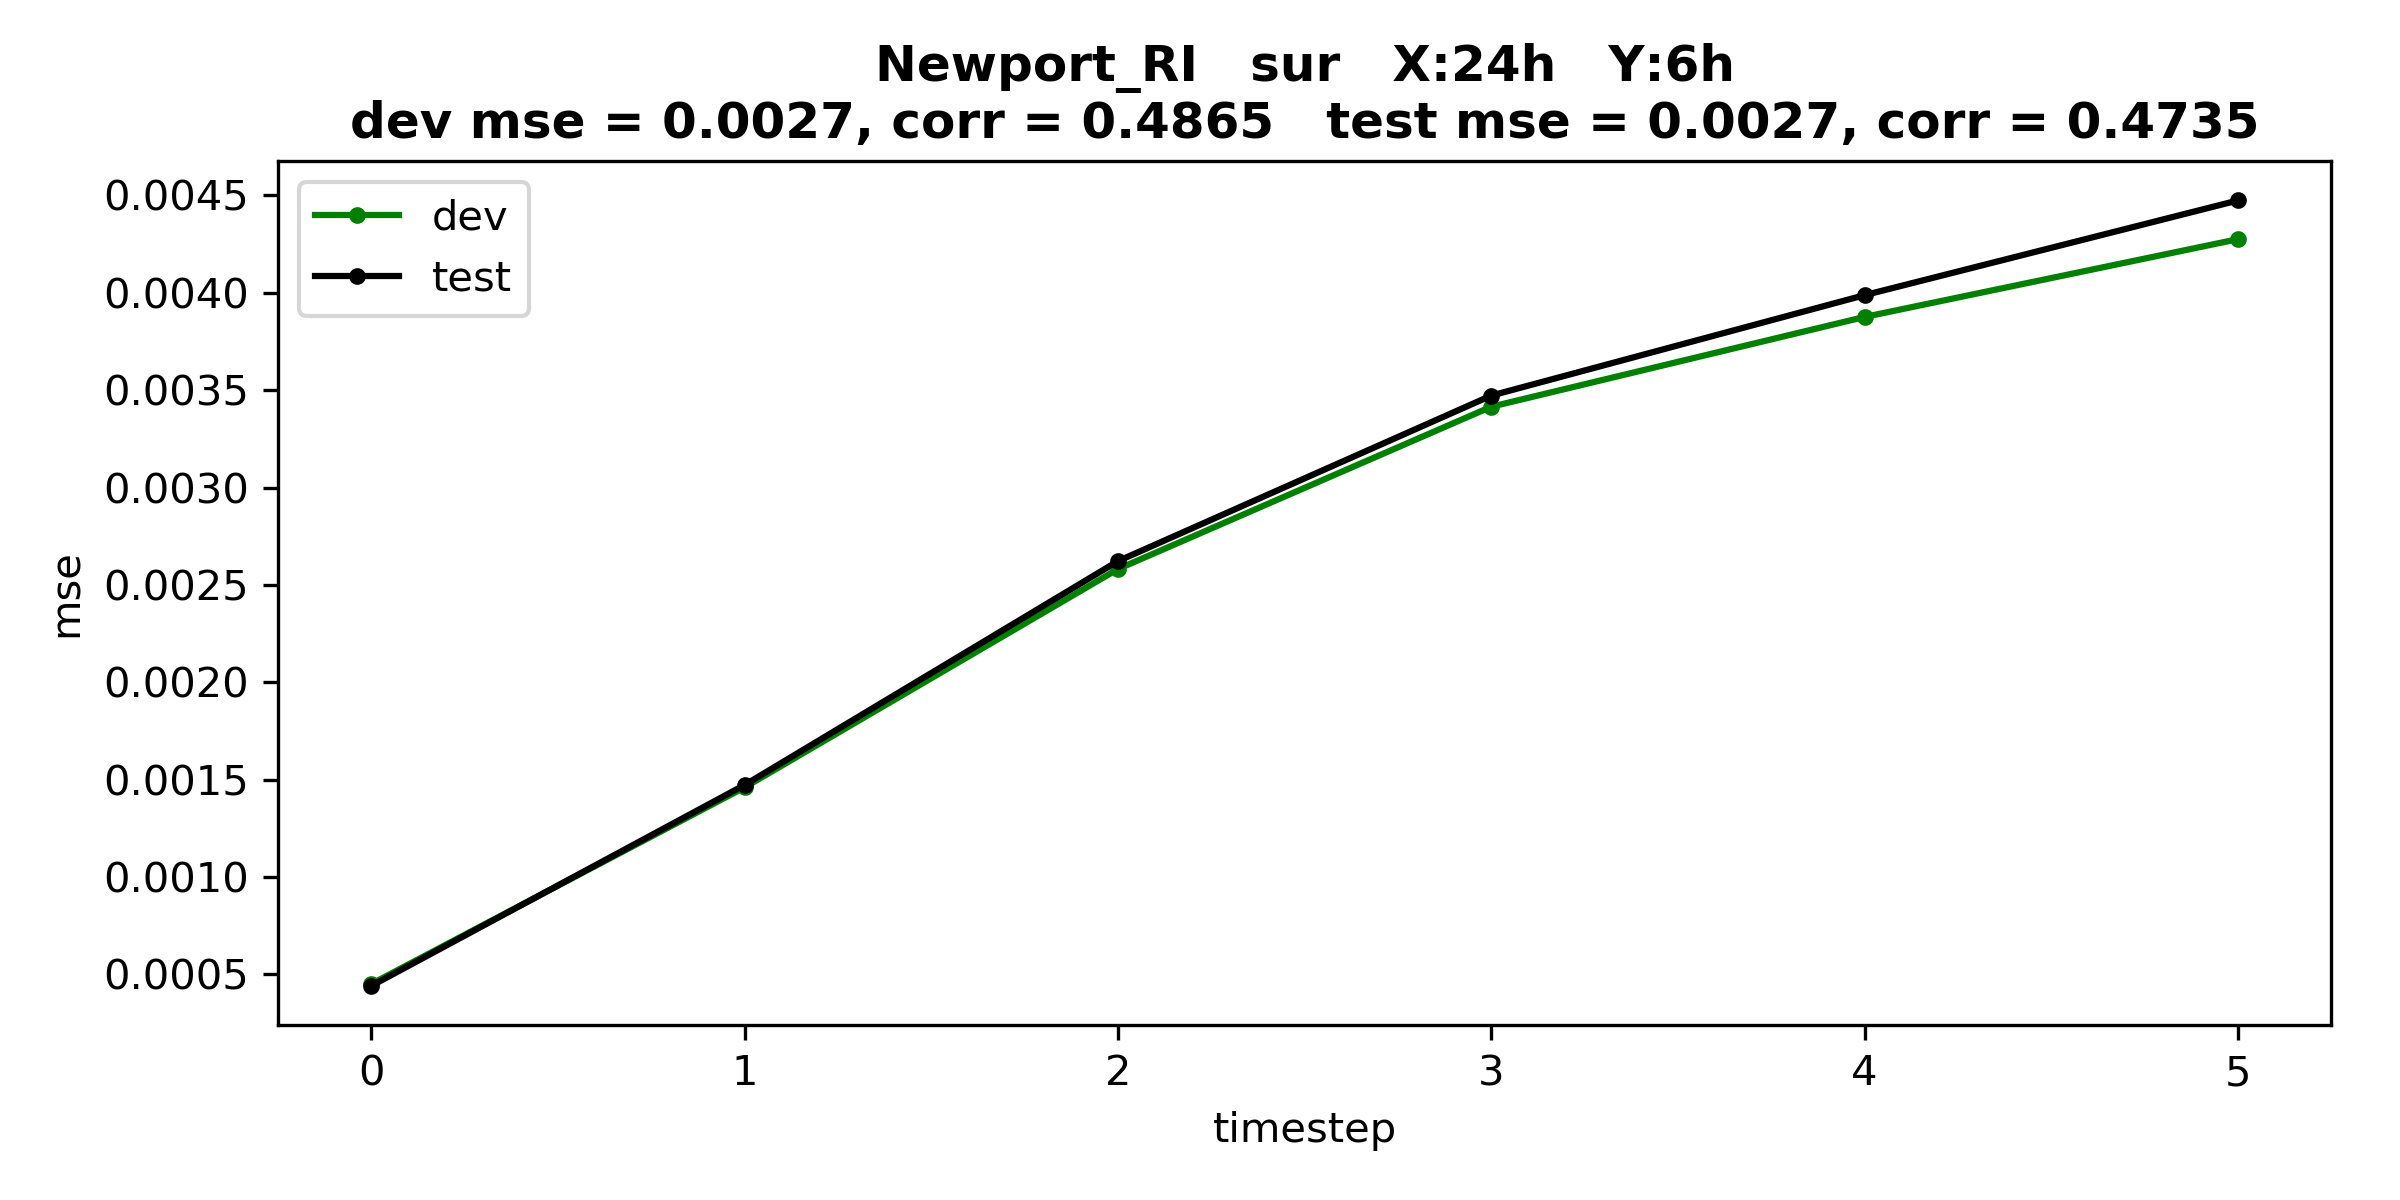 Newport_RI sur X:24h Y:6h
dev mse = 0.0027, corr = 0.4865 test mse = 0.0027, corr = 0.4735
dev
test
0.0045
0.0040
0.0035
0.0030
0.0025
0.0020
0.0015
0.0010
0.0005
mse
0 1 2 3 4 5
timestep